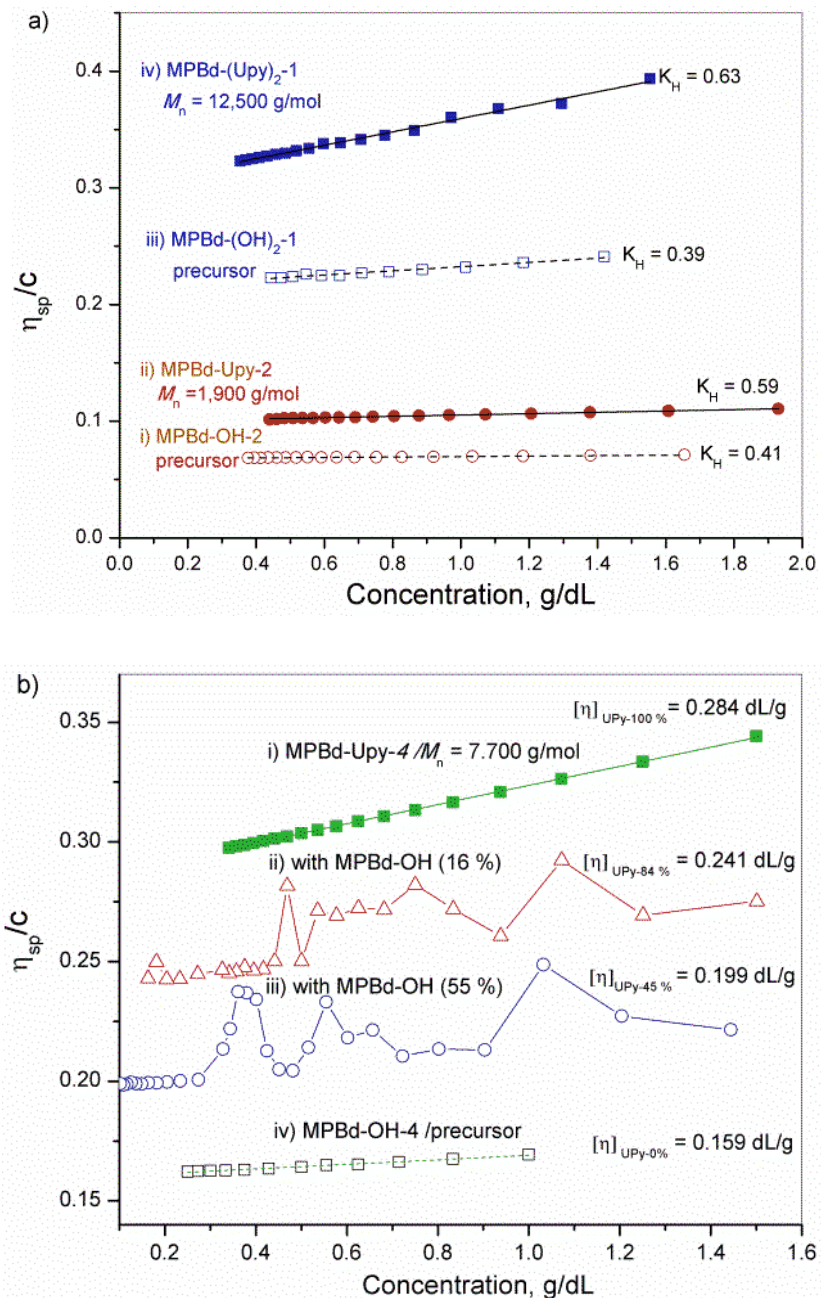 a)
iv) MPBd-(Upy)2-1
Mn = 12,500 g/mol
KH = 0.63
iii) MPBd-(OH)2-1
precursor
KH = 0.39
ii) MPBd-Upy-2
Mn =1,900 g/mol
KH = 0.59
i) MPBd-OH-2
precursor
KH = 0.41
ηsp/c
0.4
0.3
0.2
0.1
0.0
0.0 0.2 0.4 0.6 0.8 1.0 1.2 1.4 1.6 1.8 2.0
Concentration, g/dL
b)
[η] UPy-100 % = 0.284 dL/g
i) MPBd-Upy-4 /Mn = 7.700 g/mol
ii) with MPBd-OH (16 %)
[η] UPy-84 % = 0.241 dL/g
iii) with MPBd-OH (55 %)
[η] UPy-45 % = 0.199 dL/g
iv) MPBd-OH-4 /precursor
[η] UPy-0% = 0.159 dL/g
ηsp/c
0.35
0.30
0.25
0.20
0.15
0.2 0.4 0.6 0.8 1.0 1.2 1.4 1.6
Concentration, g/dL